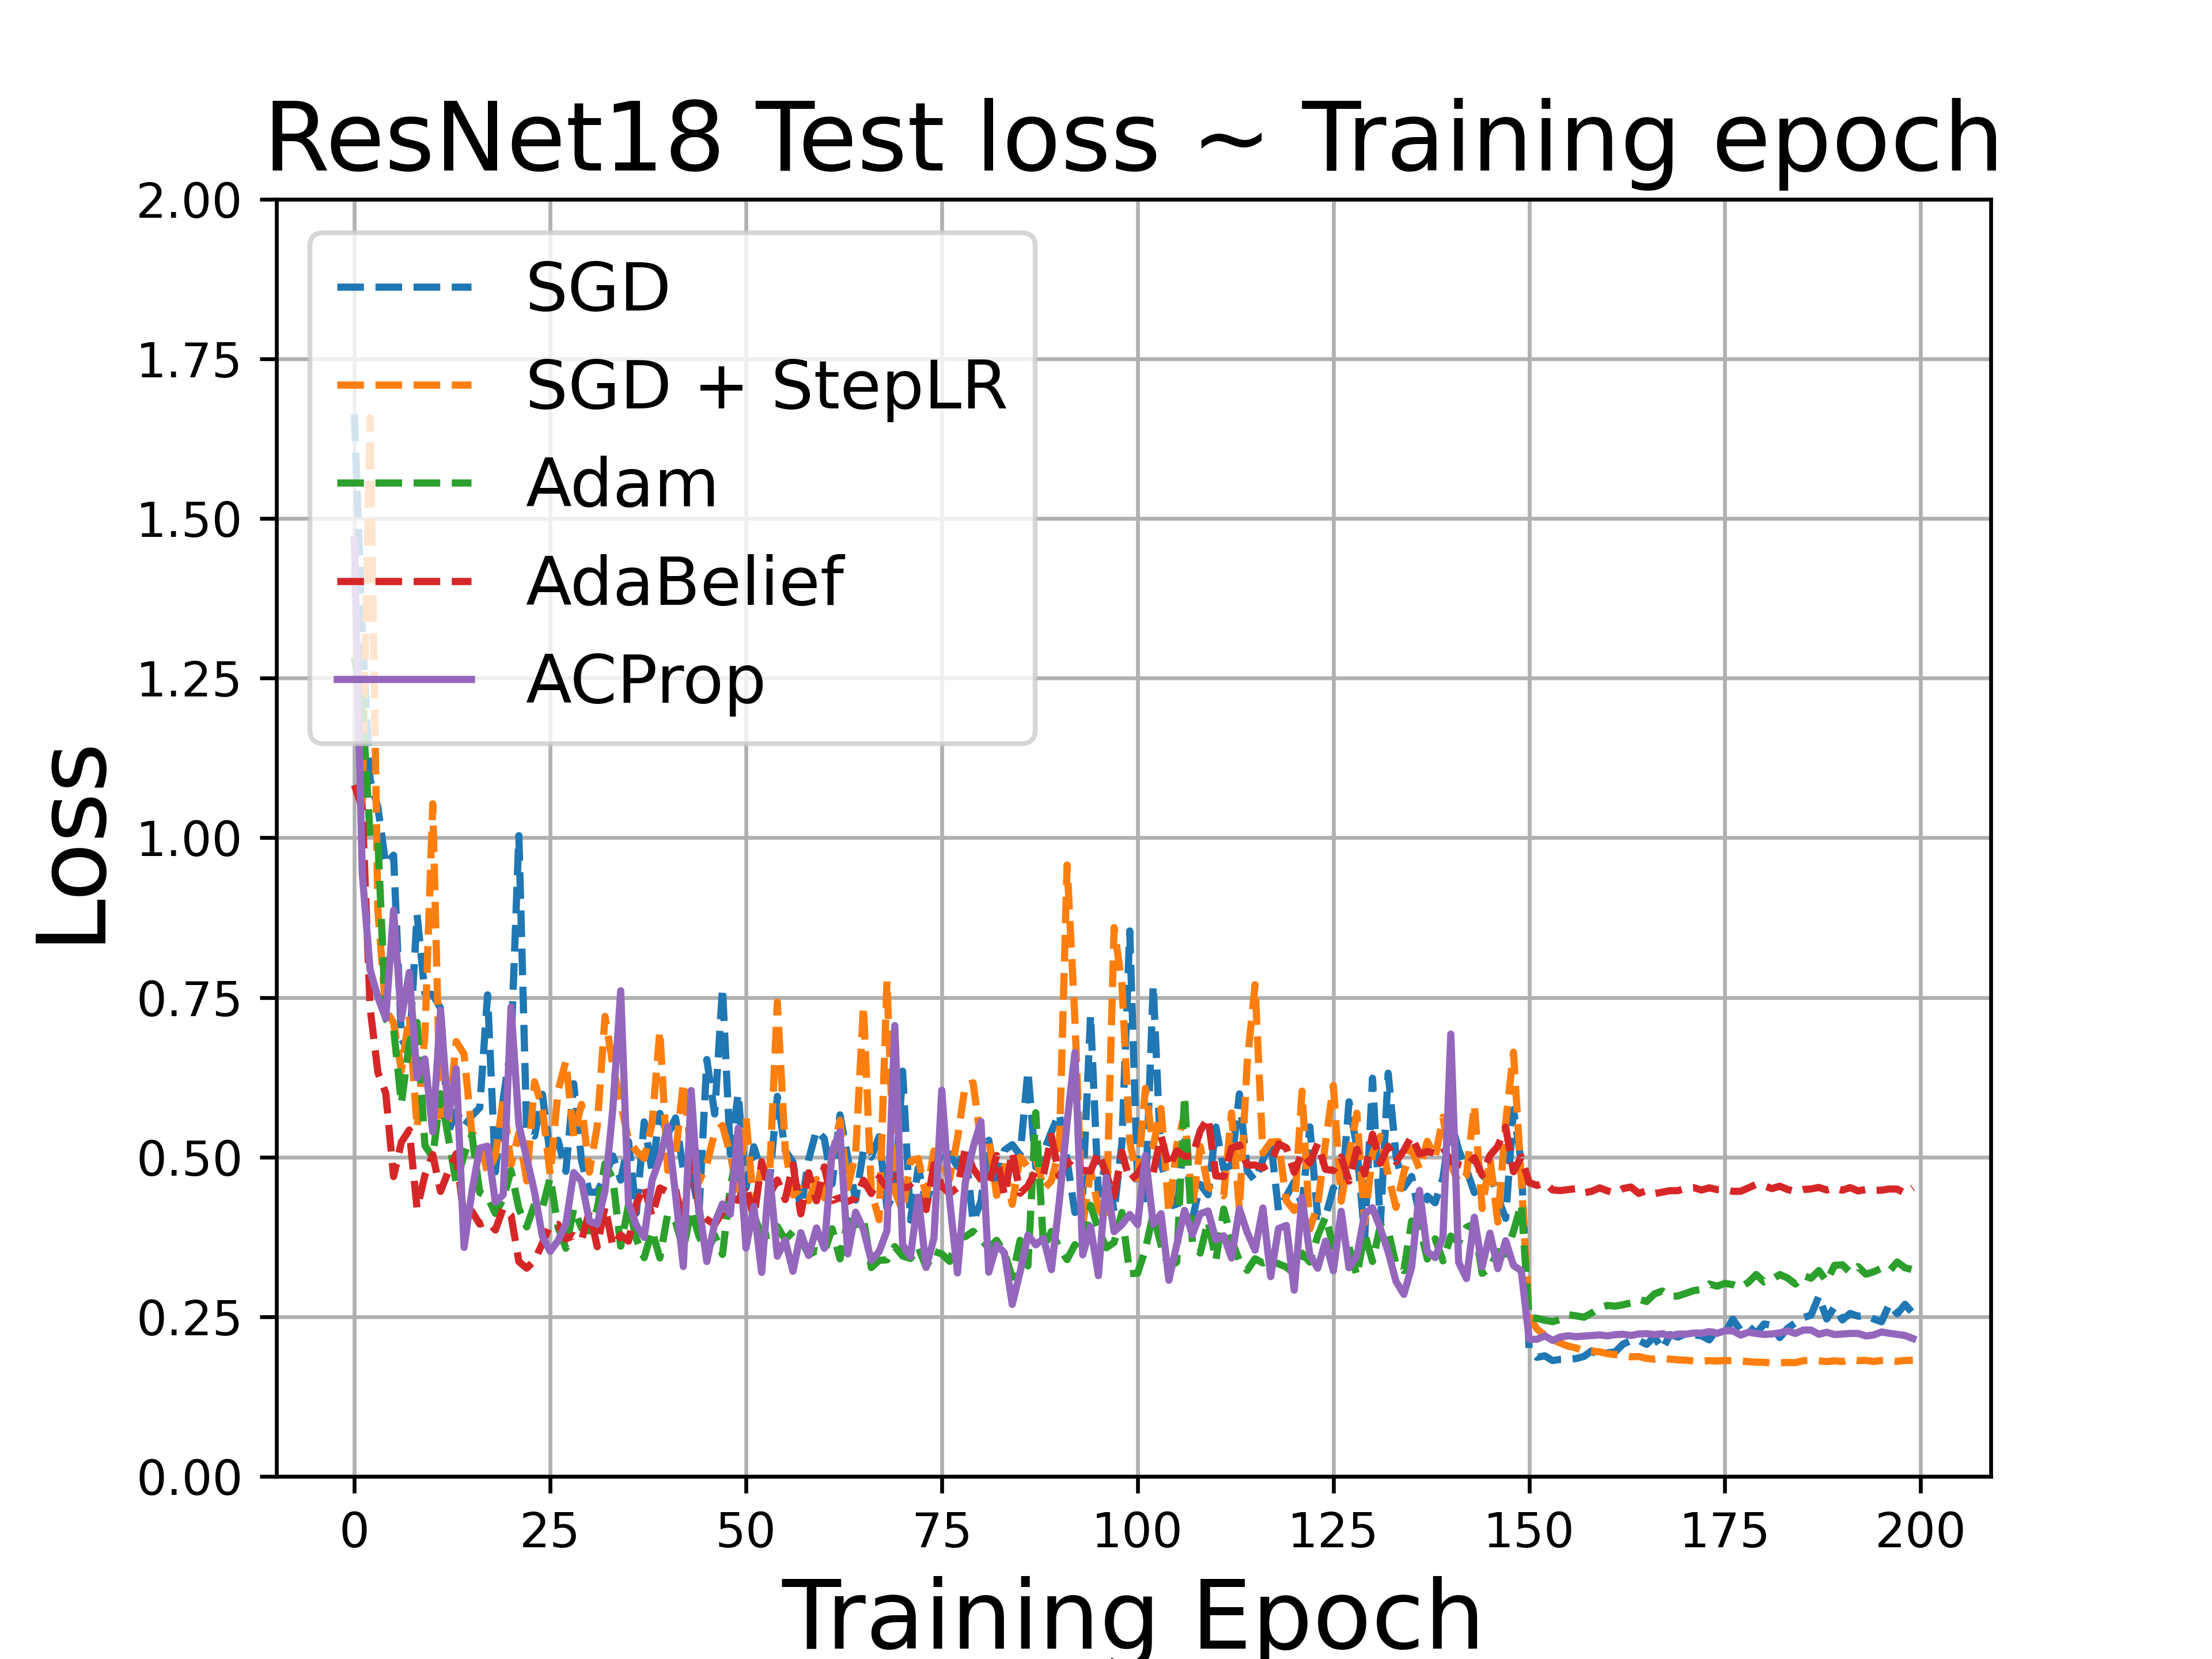 ResNet18 Test loss ~ Training epoch
2.00
1.75
1.50
1.25
1.00
0.75
0.50
0.25
0.00
SGD
SGD + StepLR
Adam
AdaBelief
ACProp
Loss
0 25 50 75 100 125 150 175 200
Training Epoch